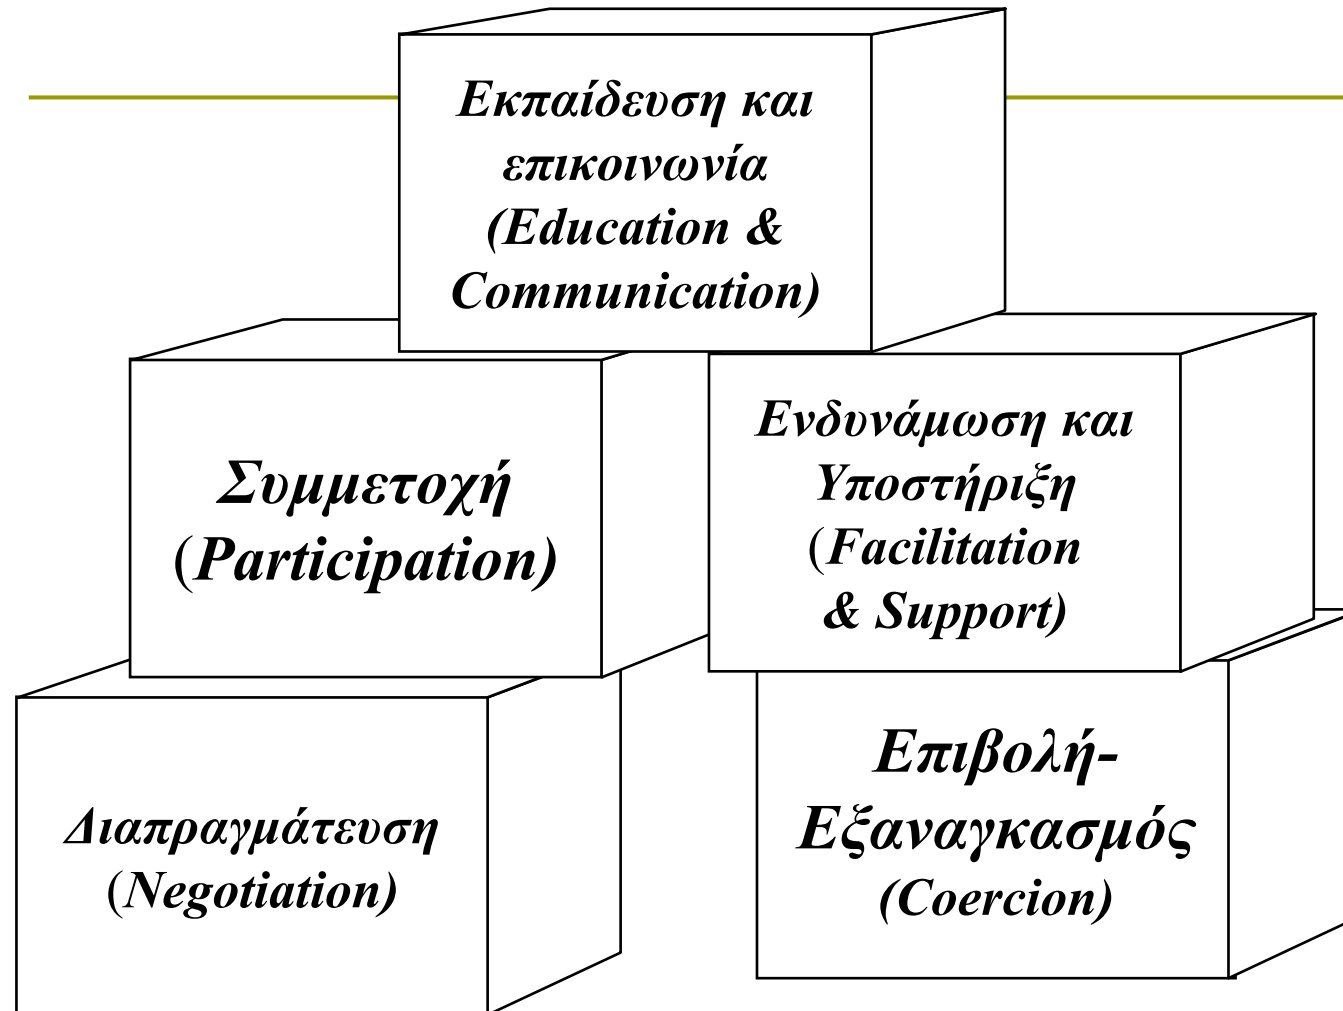 Εκπαίδευση και
επικοινωνία
(Education &
Communication)
Συμμετοχή
(Participation)
Ενδυνάμωση και
Υποστήριξη
(Facilitation
& Support)
Διαπραγμάτευση
(Negotiation)
Επιβολή-
Εξαναγκασμός
(Coercion)